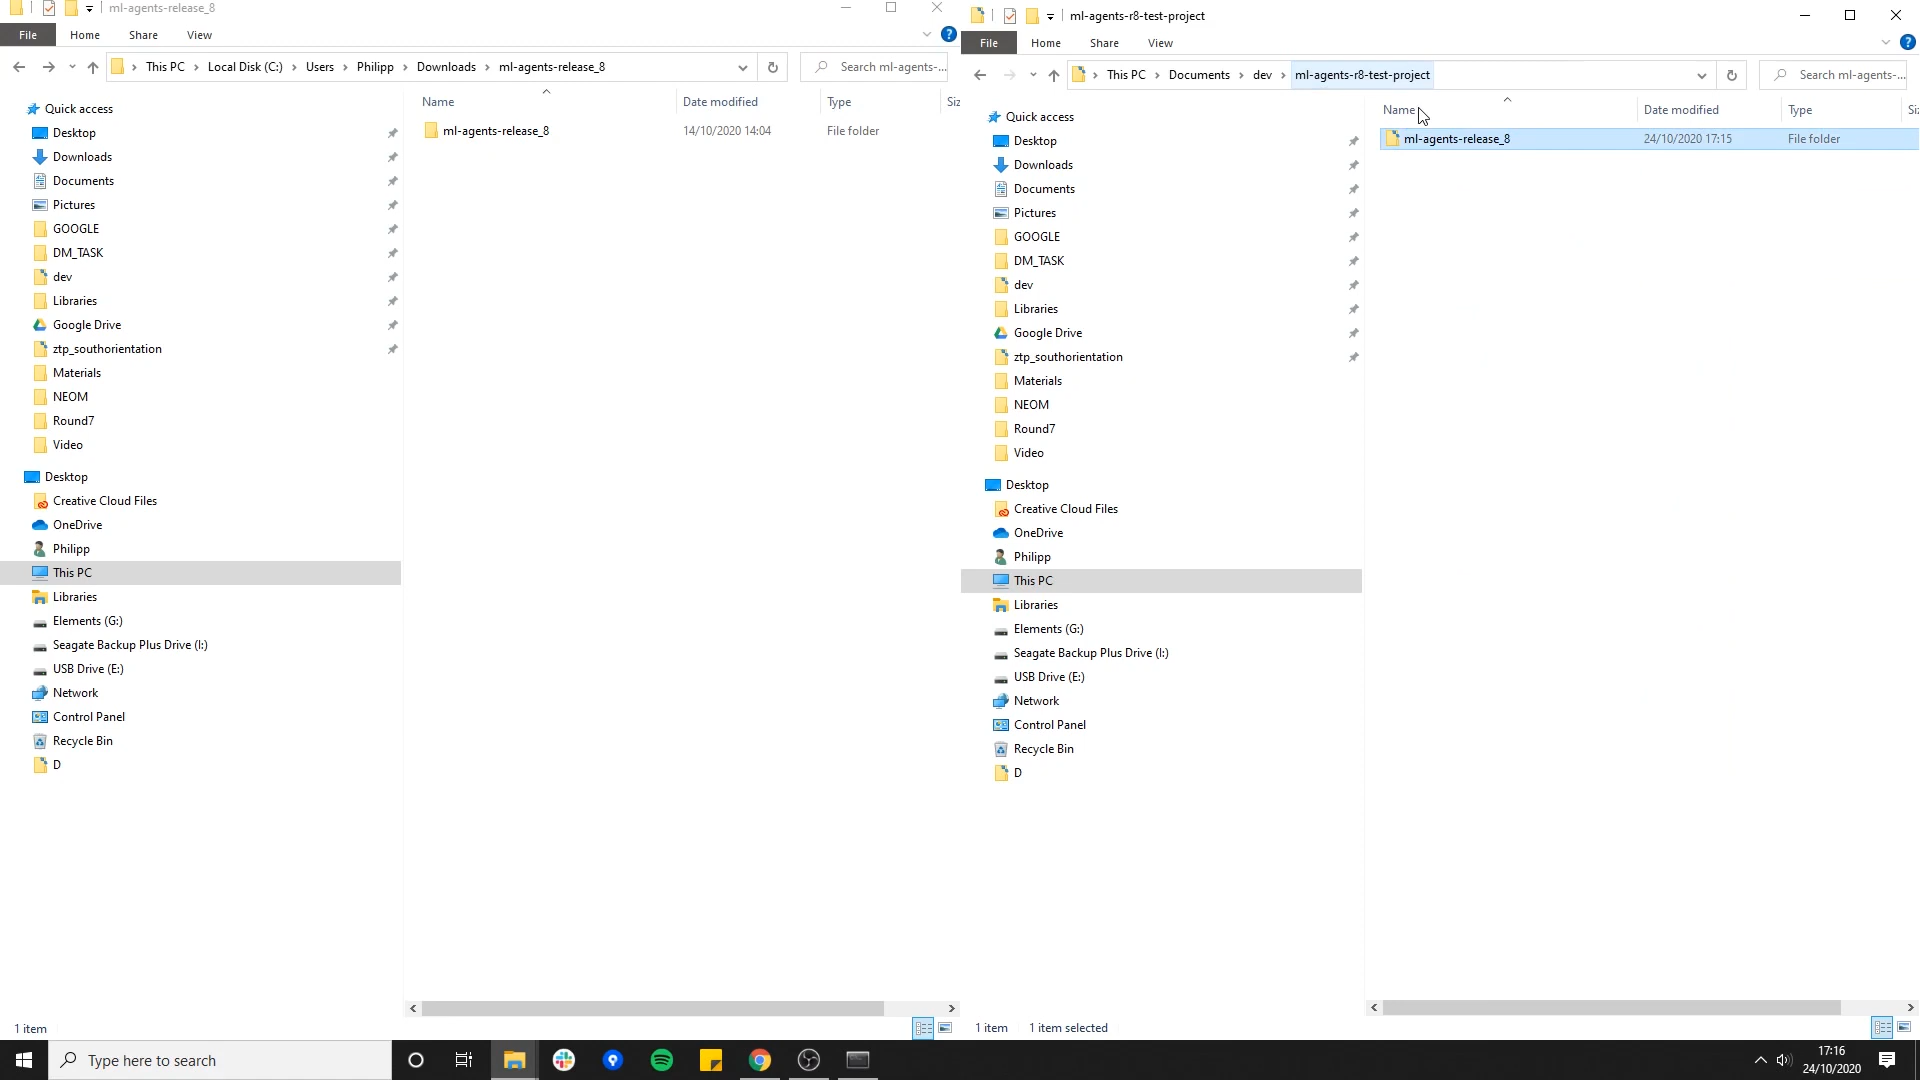 ml-agents-release_8
File Home Share View
This PC Local Disk (C:) Users Philipp Downloads ml-agents-release_8 Search ml-agents-...
Name Date modified Type Siz
ml-agents-release_8 14/10/2020 14:04 File folder
Quick access
Desktop
Downloads
Documents
Pictures
GOOGLE
DM_TASK
dev
Libraries
Google Drive
ztp_southorientation
Materials
NEOM
Round7
Video
Desktop
Creative Cloud Files
OneDrive
Philipp
This PC
Libraries
Elements (G:)
Seagate Backup Plus Drive (I:)
USB Drive (E:)
Network
Control Panel
Recycle Bin
D
1 item
ml-agents-r8-test-project
File Home Share View
This PC Documents dev ml-agents-r8-test-project Search ml-agents-...
Name Date modified Type Si
ml-agents-release_8 24/10/2020 17:15 File folder
Quick access
Desktop
Downloads
Documents
Pictures
GOOGLE
DM_TASK
dev
Libraries
Google Drive
ztp_southorientation
Materials
NEOM
Round7
Video
Desktop
Creative Cloud Files
OneDrive
Philipp
This PC
Libraries
Elements (G:)
Seagate Backup Plus Drive (I:)
USB Drive (E:)
Network
Control Panel
Recycle Bin
D
1 item 1 item selected
Type here to search
17:16
24/10/2020